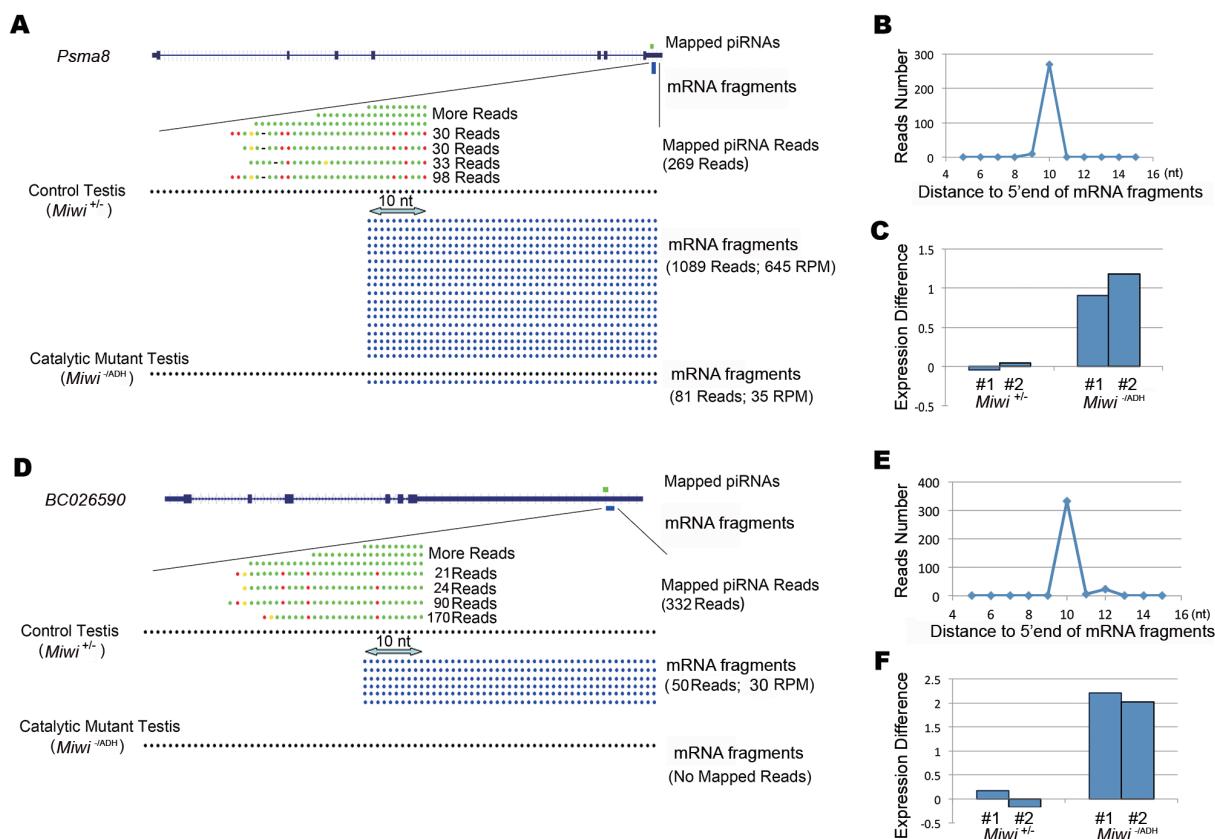 A
Psma8
Mapped piRNAs
mRNA fragments
More Reads
30 Reads
30 Reads
33 Reads
98 Reads
Mapped piRNA Reads
(269 Reads)
Control Testis
(Miwi +/-)
10 nt
mRNA fragments
(1089 Reads; 645 RPM)
Catalytic Mutant Testis
(Miwi -/ADH)
mRNA fragments
(81 Reads; 35 RPM)
B
Reads Number
300
200
100
0
4 6 8 10 12 14 16 (nt)
Distance to 5'end of mRNA fragments
C
Expression Difference
1.5
1
0.5
0
-0.5
#1 #2 #1 #2
Miwi +/- Miwi -/ADH
D
BC026590
Mapped piRNAs
mRNA fragments
More Reads
21Reads
24Reads
90Reads
170Reads
Mapped piRNA Reads
(332 Reads)
Control Testis
(Miwi +/-)
10 nt
mRNA fragments
(50Reads; 30 RPM)
Catalytic Mutant Testis
(Miwi -/ADH)
mRNA fragments
(No Mapped Reads)
E
Reads Number
400
300
200
100
0
4 6 8 10 12 14 16 (nt)
Distance to 5'end of mRNA fragments
F
Expression Difference
2.5
2
1.5
1
0.5
0
-0.5
#1 #2 #1 #2
Miwi +/- Miwi -/ADH